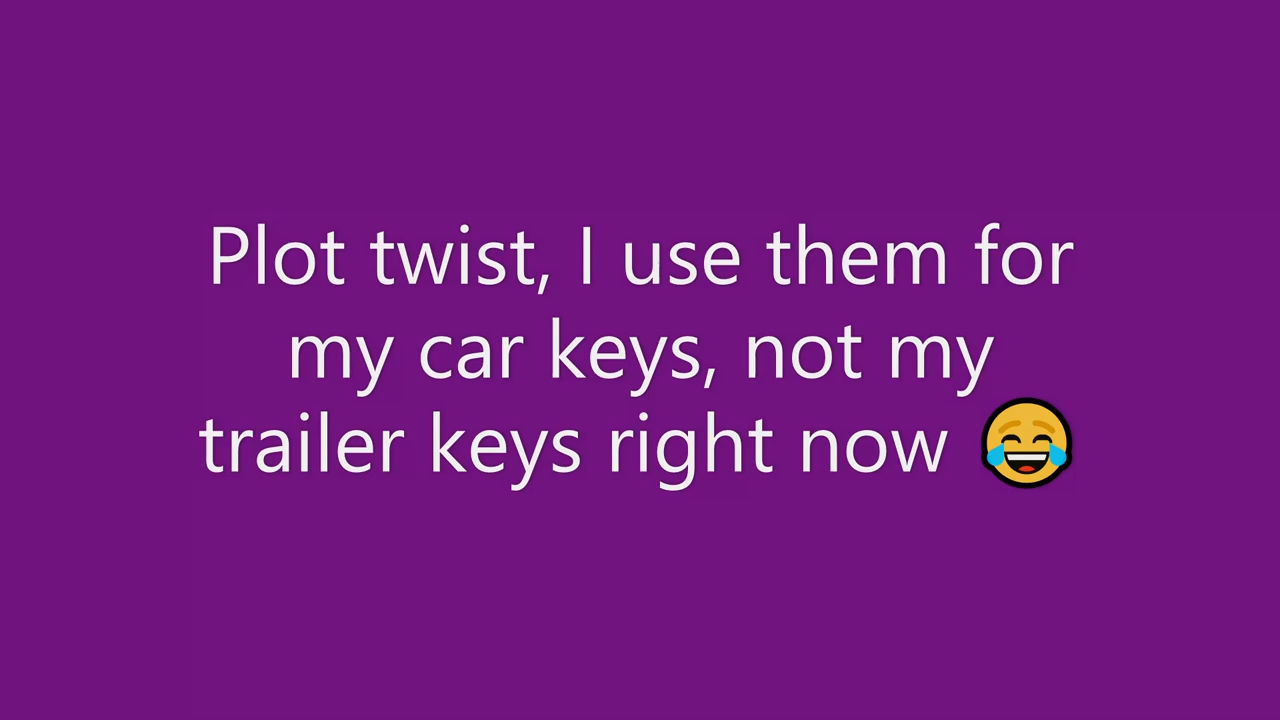 Plot twist, I use them for
my car keys, not my
trailer keys right now 😂